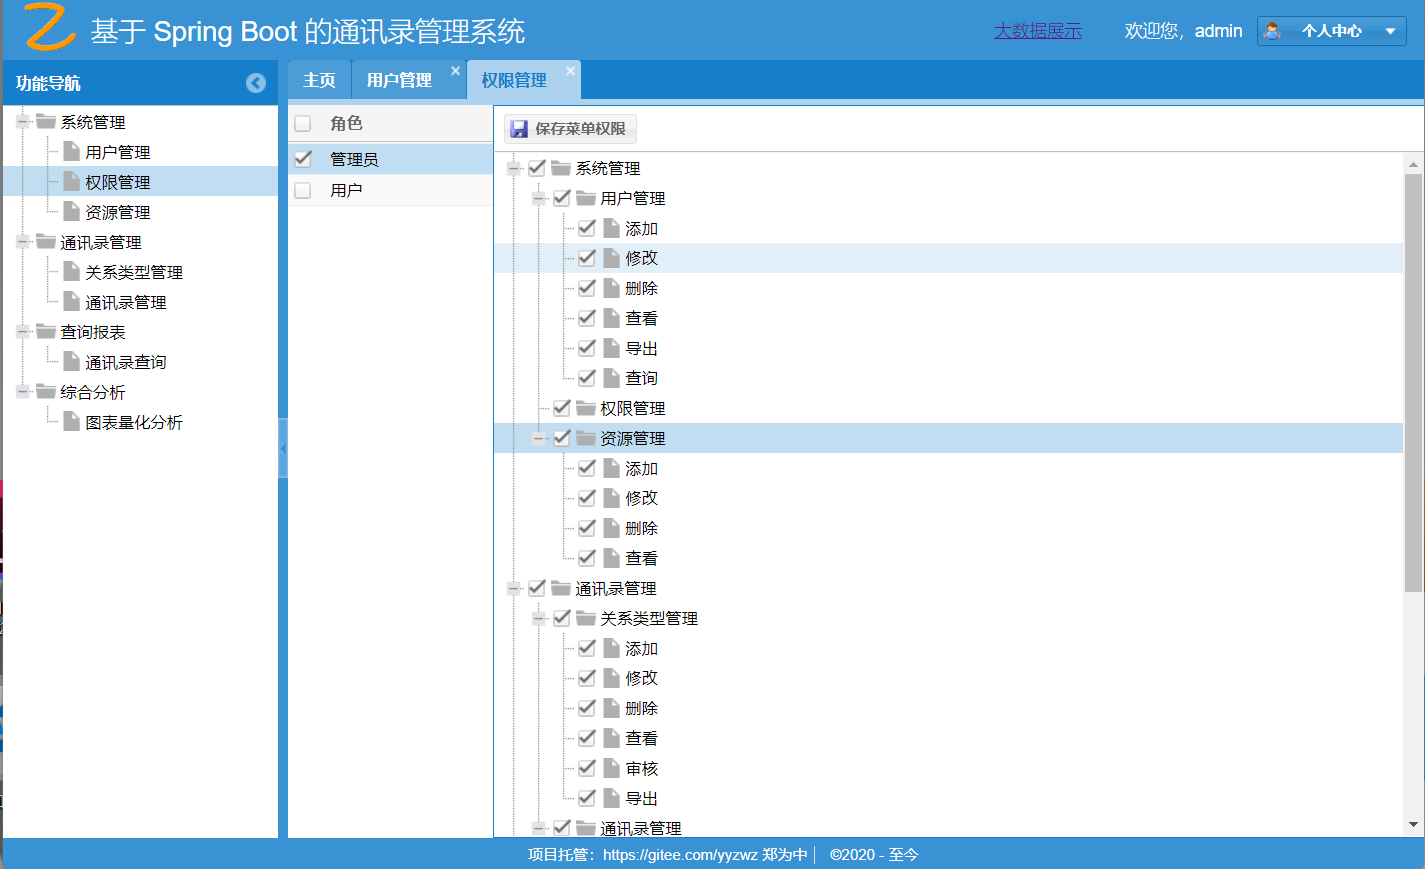 基于 Spring Boot 的通讯录管理系统
大数据展示
欢迎您，admin
个人中心
功能导航
主页
用户管理
权限管理
系统管理
用户管理
权限管理
资源管理
通讯录管理
关系类型管理
通讯录管理
查询报表
通讯录查询
综合分析
图表量化分析
角色
管理员
用户
保存菜单权限
系统管理
用户管理
添加
修改
删除
查看
导出
查询
权限管理
资源管理
添加
修改
删除
查看
通讯录管理
关系类型管理
添加
修改
删除
查看
审核
导出
通讯录管理
项目托管：https://gitee.com/yyzwz 郑为中 | ©2020 - 至今